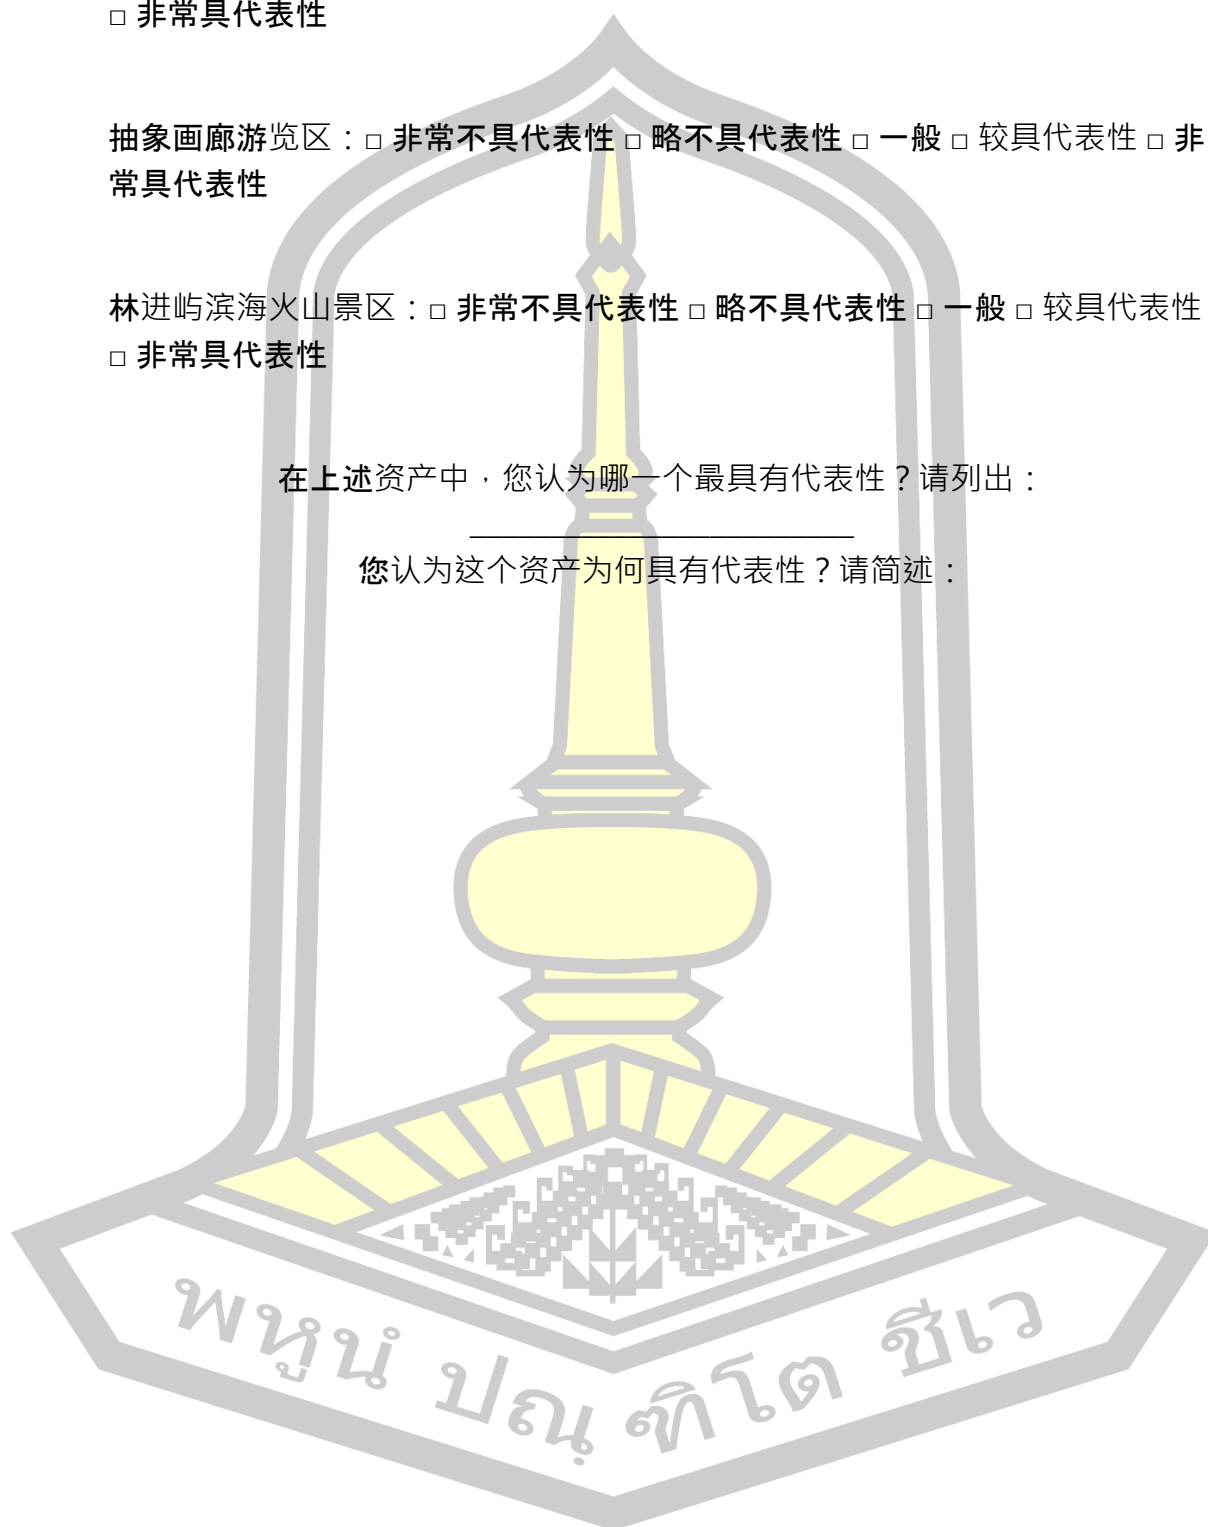 □ 非常具代表性
抽象画廊游览区：□ 非常不具代表性 □ 略不具代表性 □ 一般 □ 较具代表性 □ 非
常具代表性
林进屿滨海火山景区：□ 非常不具代表性 □ 略不具代表性 □ 一般 □ 较具代表性
□ 非常具代表性
在上述资产中，您认为哪一个最具有代表性？请列出：
________________________
您认为这个资产为何具有代表性？请简述：
พหูนํ ปณฺฑิโต ชีเว